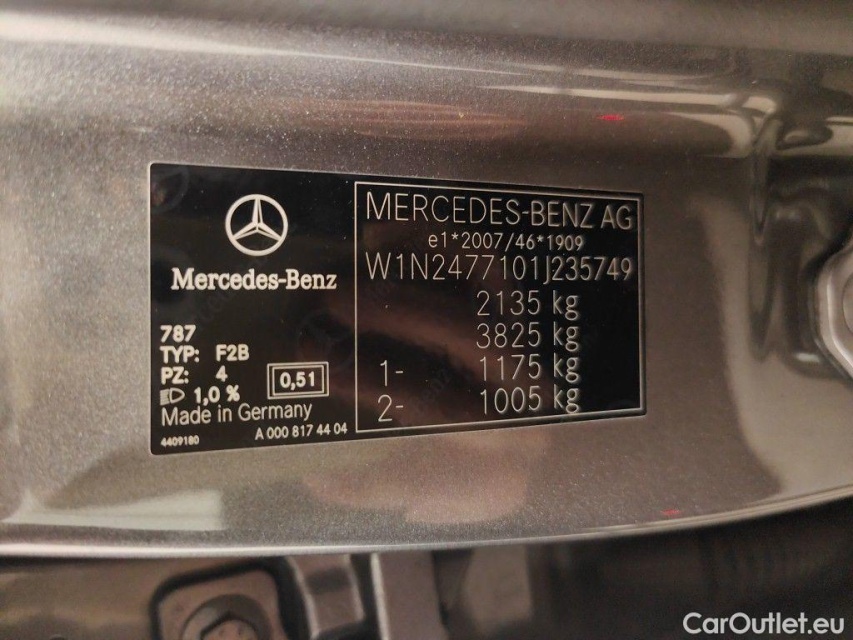 Mercedes-Benz
787
TYP: F2B
PZ: 4
1,0 %
0,51
Made in Germany
4409180
A 000 817 44 04
MERCEDES-BENZ AG
e1*2007/46*1909
W1N2477101J235749
2135 kg
3825 kg
1- 1175 kg
2- 1005 kg
CarOutlet.eu